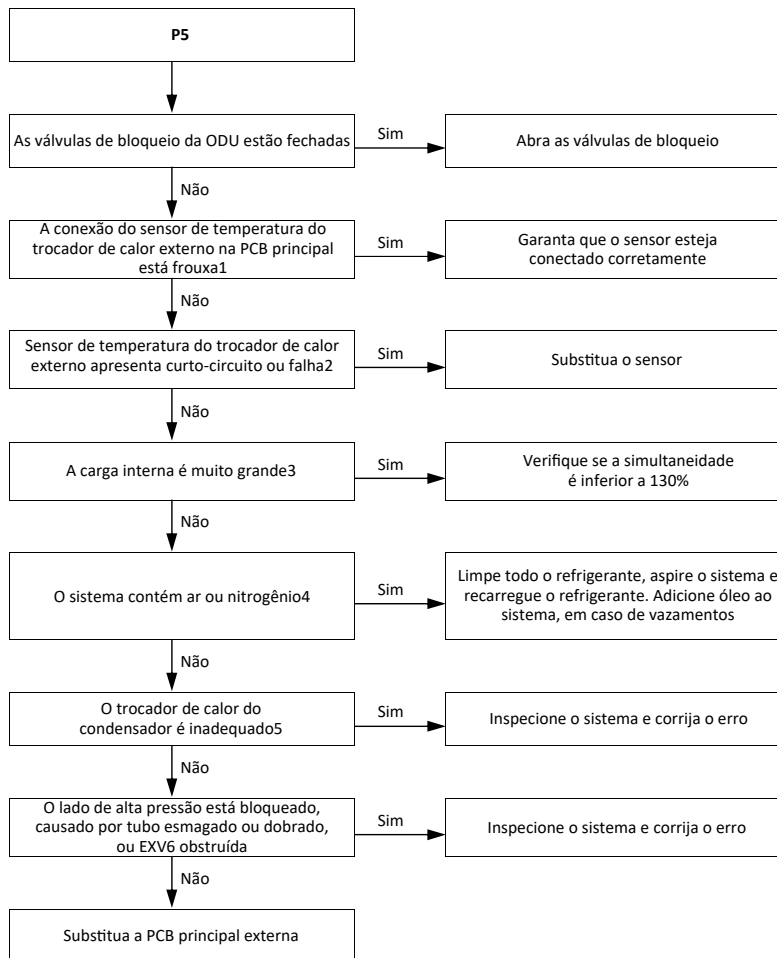 P5
As válvulas de bloqueio da ODU estão fechadas
Sim
Abra as válvulas de bloqueio
Não
A conexão do sensor de temperatura do
trocador de calor externo na PCB principal
está frouxa1
Sim
Garanta que o sensor esteja
conectado corretamente
Não
Sensor de temperatura do trocador de calor
externo apresenta curto-circuito ou falha2
Sim
Substitua o sensor
Não
A carga interna é muito grande3
Sim
Verifique se a simultaneidade
é inferior a 130%
Não
O sistema contém ar ou nitrogênio4
Sim
Limpe todo o refrigerante, aspire o sistema e
recarregue o refrigerante. Adicione óleo ao
sistema, em caso de vazamentos
Não
O trocador de calor do
condensador é inadequado5
Sim
Inspecione o sistema e corrija o erro
Não
O lado de alta pressão está bloqueado,
causado por tubo esmagado ou dobrado,
ou EXV6 obstruída
Sim
Inspecione o sistema e corrija o erro
Não
Substitua a PCB principal externa